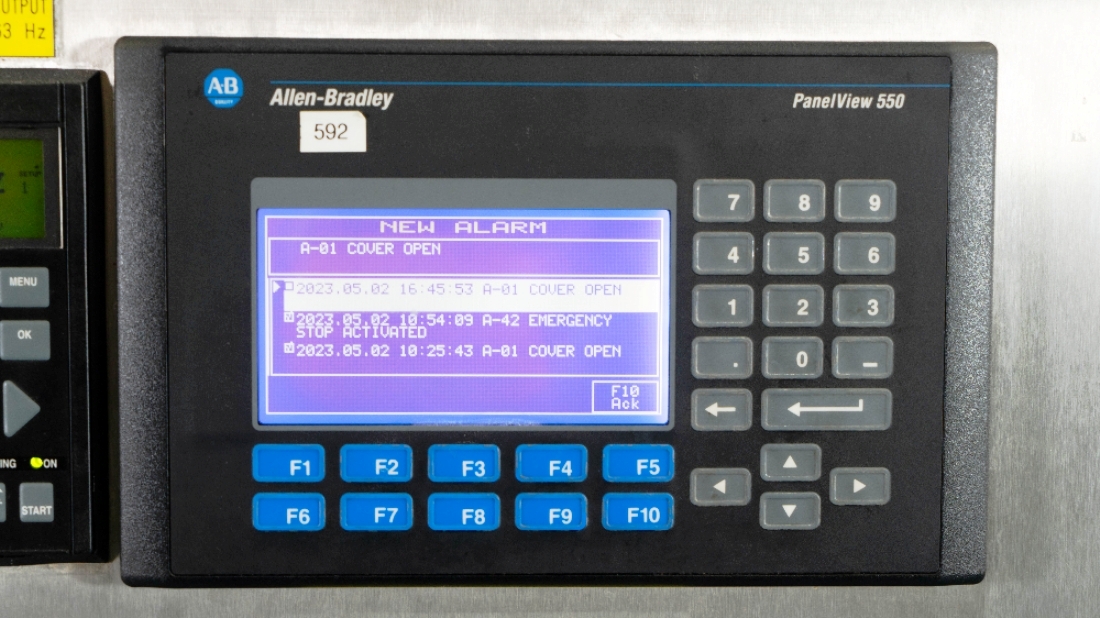 63 Hz
A-B
Allen-Bradley
PanelView 550
592
NEW ALARM
A-01 COVER OPEN
2023.05.02 16:45:53 A-01 COVER OPEN
2023.05.02 10:54:09 A-42 EMERGENCY
STOP ACTIVATED
2023.05.02 10:25:43 A-01 COVER OPEN
F10
Ack
7 8 9
4 5 6
1 2 3
. 0 _
F1 F2 F3 F4 F5
F6 F7 F8 F9 F10
SETUP
1
MENU
OK
ON
START